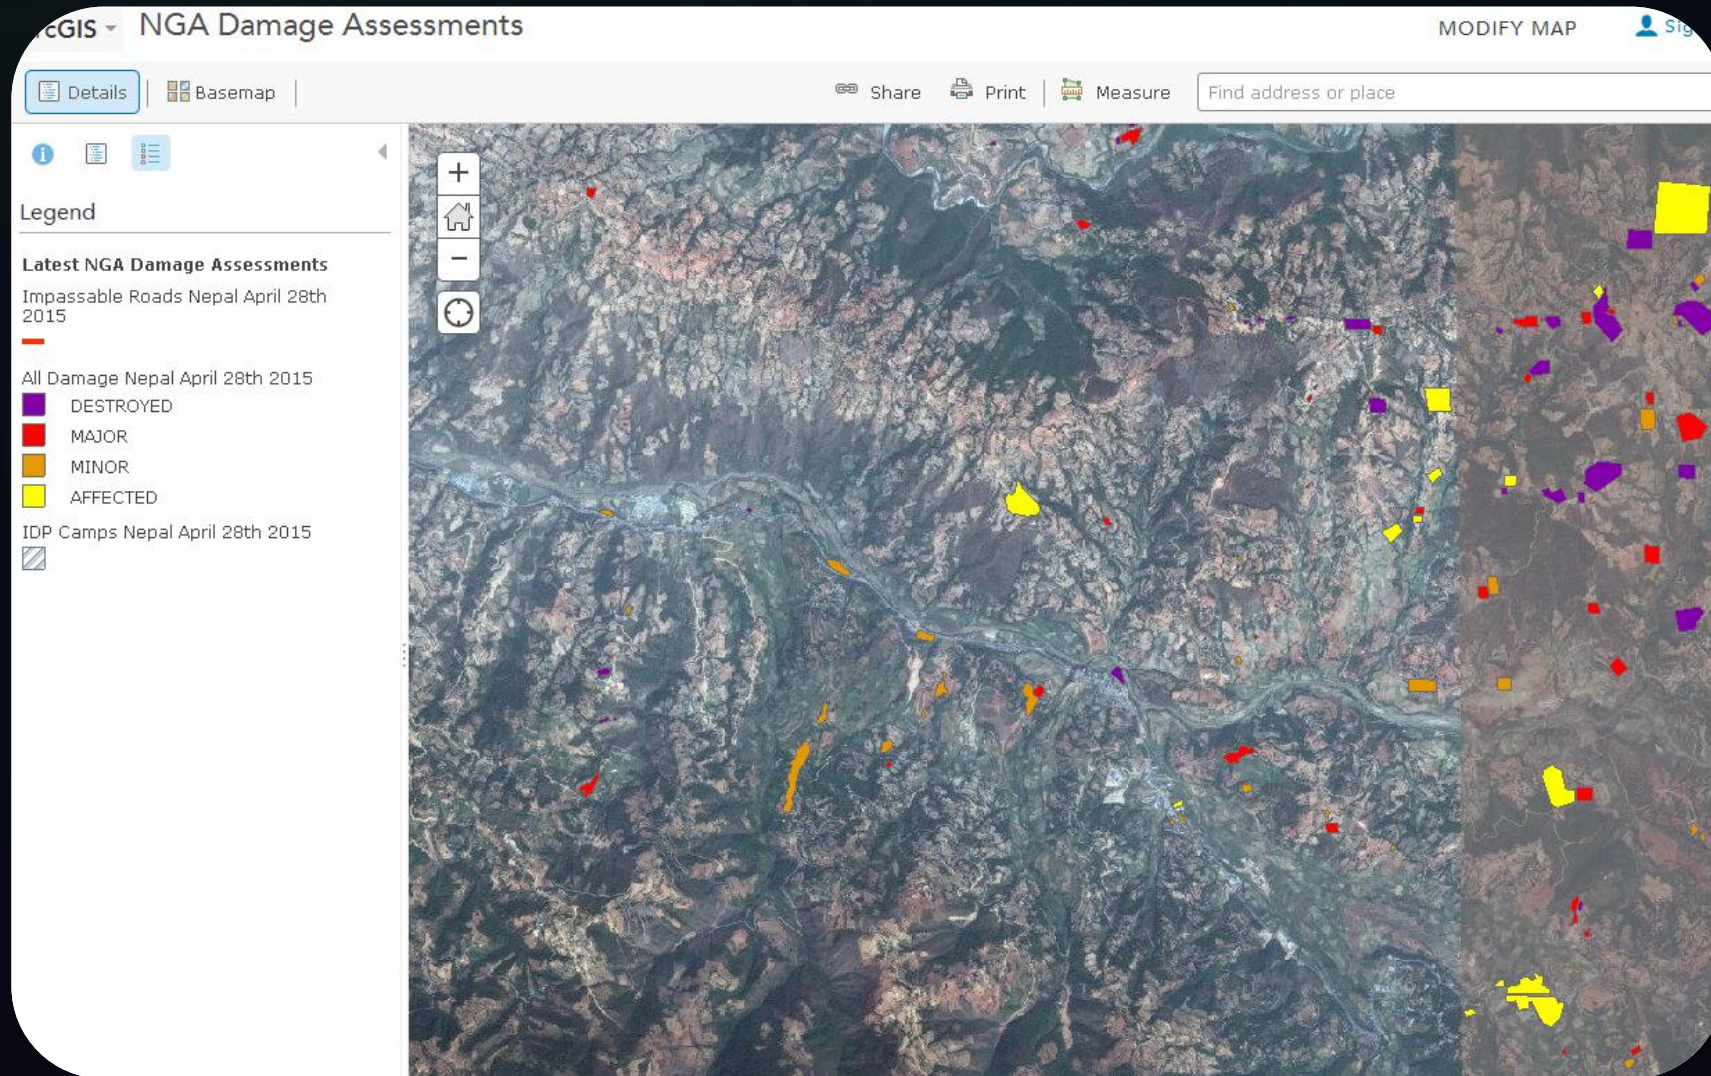 cGIS NGA Damage Assessments MODIFY MAP
Details Basemap Share Print Measure Find address or place
Legend
Latest NGA Damage Assessments
Impassable Roads Nepal April 28th
2015
All Damage Nepal April 28th 2015
DESTROYED
MAJOR
MINOR
AFFECTED
IDP Camps Nepal April 28th 2015